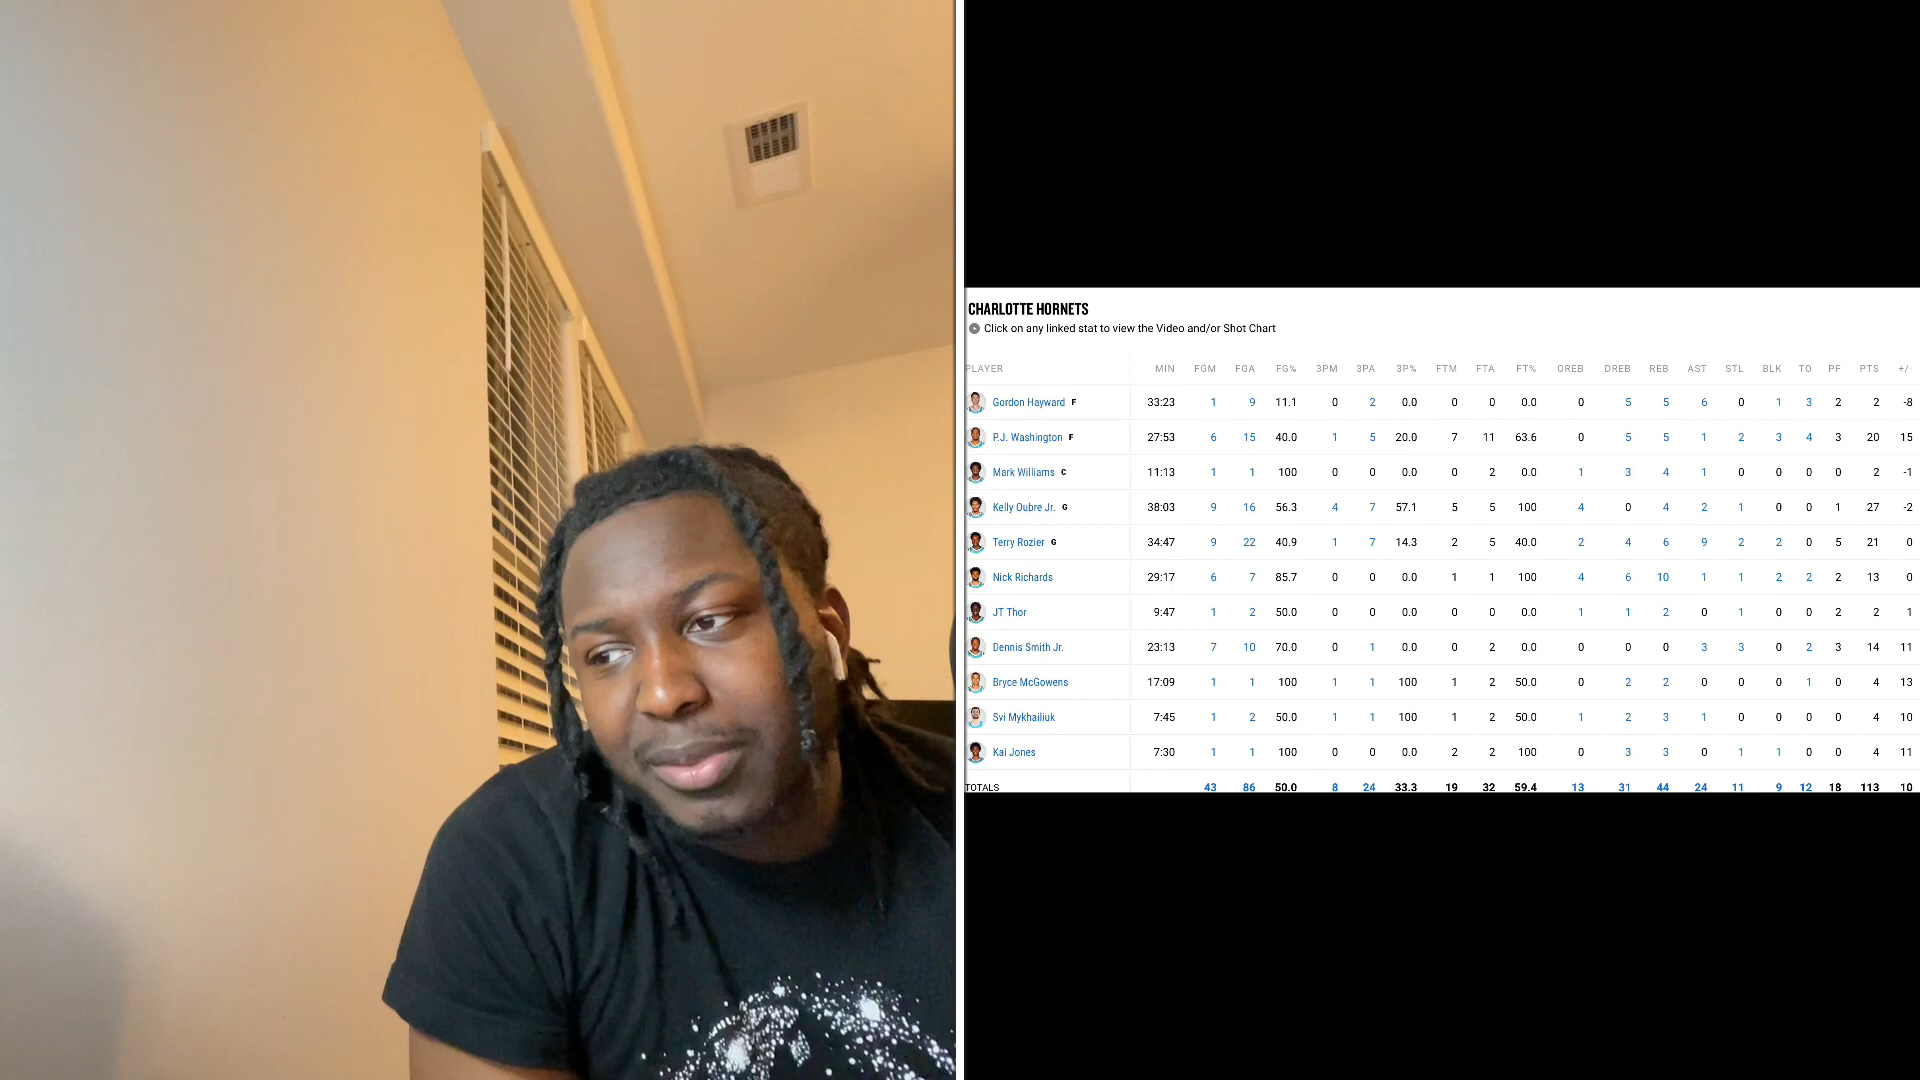 CHARLOTTE HORNETS
Click on any linked stat to view the Video and/or Shot Chart
PLAYER MIN FGM FGA FG% 3PM 3PA 3P% FTM FTA FT% OREB DREB REB AST STL BLK TO PF PTS +/-
Gordon Hayward F 33:23 1 9 11.1 0 2 0.0 0 0 0.0 0 5 5 6 0 1 3 2 2 -8
P.J. Washington F 27:53 6 15 40.0 1 5 20.0 7 11 63.6 0 5 5 1 2 3 4 3 20 15
Mark Williams C 11:13 1 1 100 0 0 0.0 0 2 0.0 1 3 4 1 0 0 0 0 2 -1
Kelly Oubre Jr. G 38:03 9 16 56.3 4 7 57.1 5 5 100 4 0 4 2 1 0 0 1 27 -2
Terry Rozier G 34:47 9 22 40.9 1 7 14.3 2 5 40.0 2 4 6 9 2 2 0 5 21 0
Nick Richards 29:17 6 7 85.7 0 0 0.0 1 1 100 4 6 10 1 1 2 2 2 13 0
JT Thor 9:47 1 2 50.0 0 0 0.0 0 0 0.0 1 1 2 0 1 0 0 2 2 1
Dennis Smith Jr. 23:13 7 10 70.0 0 1 0.0 0 2 0.0 0 0 0 3 3 0 2 3 14 11
Bryce McGowens 17:09 1 1 100 1 1 100 1 2 50.0 0 2 2 0 0 0 1 0 4 13
Svi Mykhailiuk 7:45 1 2 50.0 1 1 100 1 2 50.0 1 2 3 1 0 0 0 0 4 10
Kai Jones 7:30 1 1 100 0 0 0.0 2 2 100 0 3 3 0 1 1 0 0 4 11
TOTALS 43 86 50.0 8 24 33.3 19 32 59.4 13 31 44 24 11 9 12 18 113 10